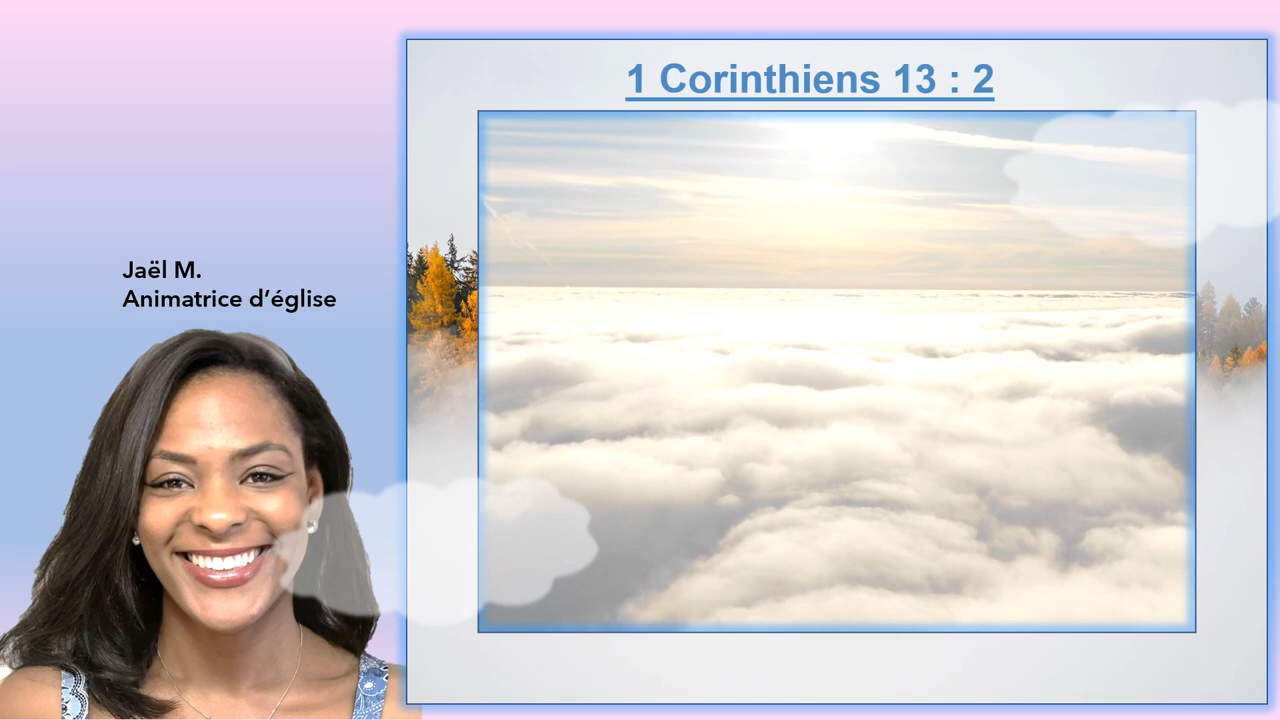 1 Corinthiens 13 : 2
Jaël M.
Animatrice d’église